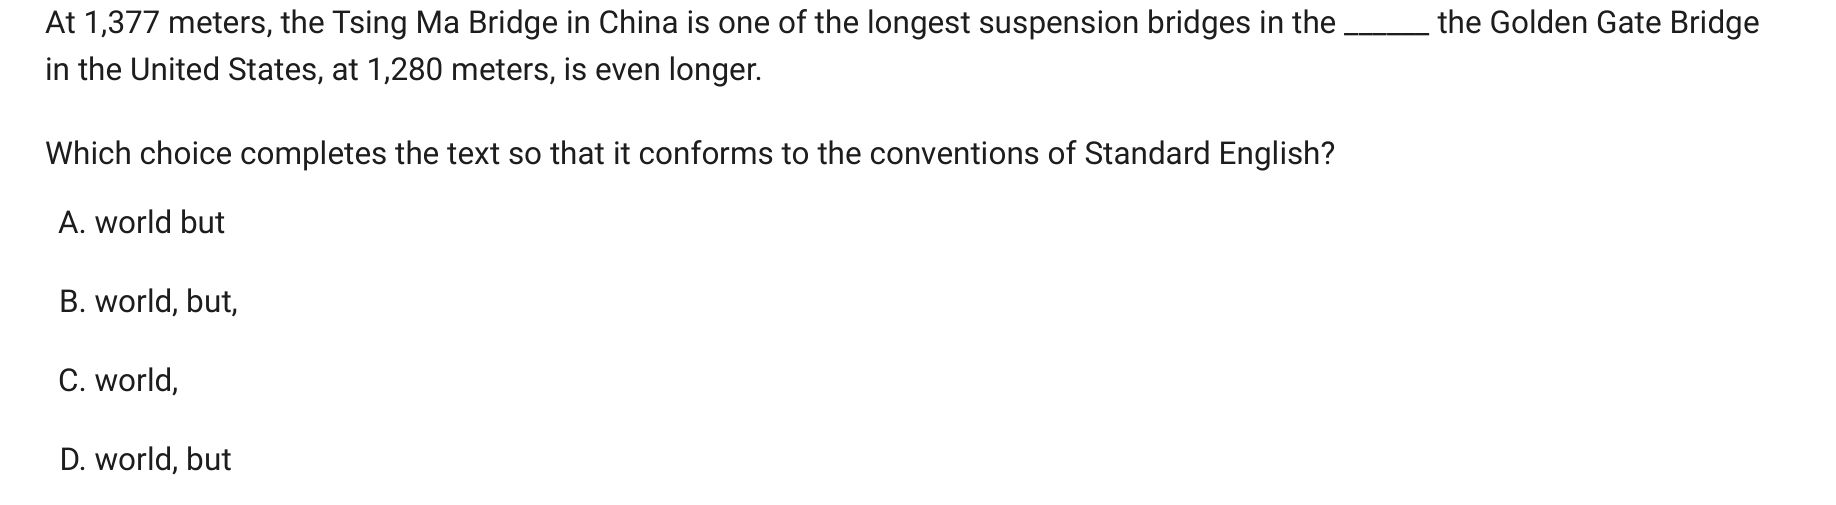 At 1,377 meters, the Tsing Ma Bridge in China is one of the longest suspension bridges in the ______ the Golden Gate Bridge
in the United States, at 1,280 meters, is even longer.
Which choice completes the text so that it conforms to the conventions of Standard English?
A. world but
B. world, but,
C. world,
D. world, but